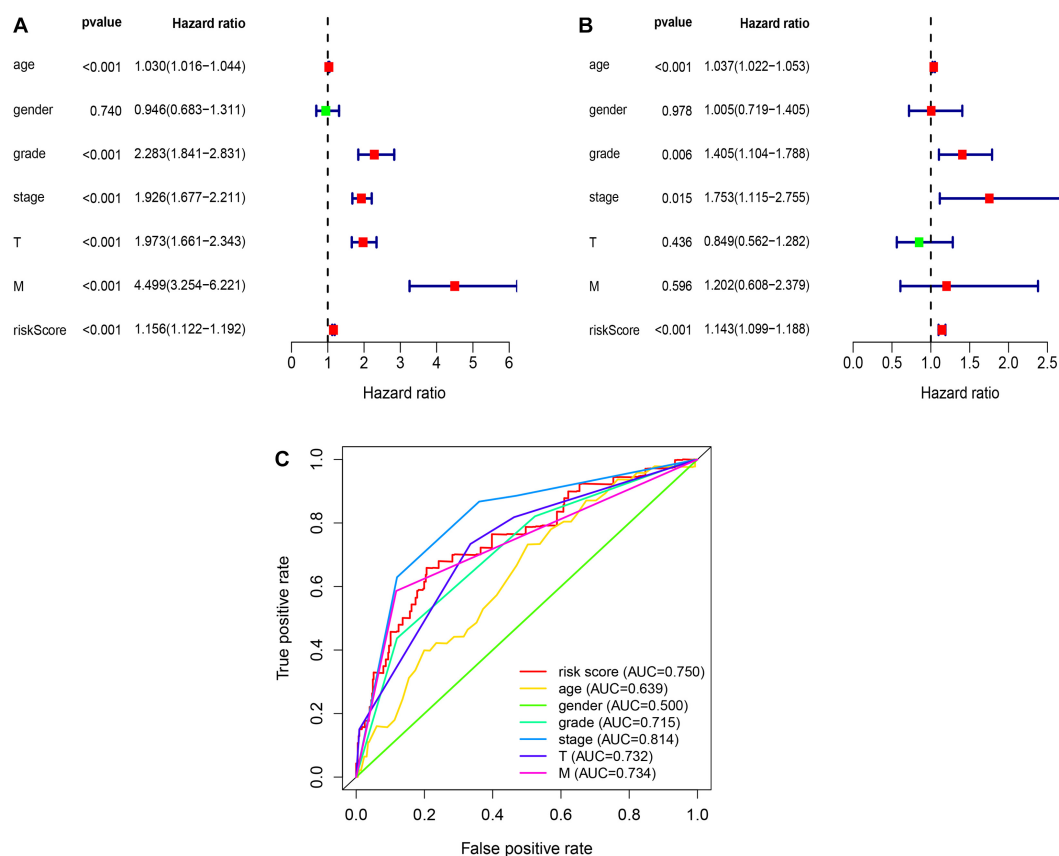 A
pvalue Hazard ratio
age <0.001 1.030(1.016−1.044)
gender 0.740 0.946(0.683−1.311)
grade <0.001 2.283(1.841−2.831)
stage <0.001 1.926(1.677−2.211)
T <0.001 1.973(1.661−2.343)
M <0.001 4.499(3.254−6.221)
riskScore <0.001 1.156(1.122−1.192)
0 1 2 3 4 5 6
Hazard ratio
B
pvalue Hazard ratio
age <0.001 1.037(1.022−1.053)
gender 0.978 1.005(0.719−1.405)
grade 0.006 1.405(1.104−1.788)
stage 0.015 1.753(1.115−2.755)
T 0.436 0.849(0.562−1.282)
M 0.596 1.202(0.608−2.379)
riskScore <0.001 1.143(1.099−1.188)
0.0 0.5 1.0 1.5 2.0 2.5
Hazard ratio
C
True positive rate
1.0
0.8
0.6
0.4
0.2
0.0
risk score (AUC=0.750)
age (AUC=0.639)
gender (AUC=0.500)
grade (AUC=0.715)
stage (AUC=0.814)
T (AUC=0.732)
M (AUC=0.734)
0.0 0.2 0.4 0.6 0.8 1.0
False positive rate